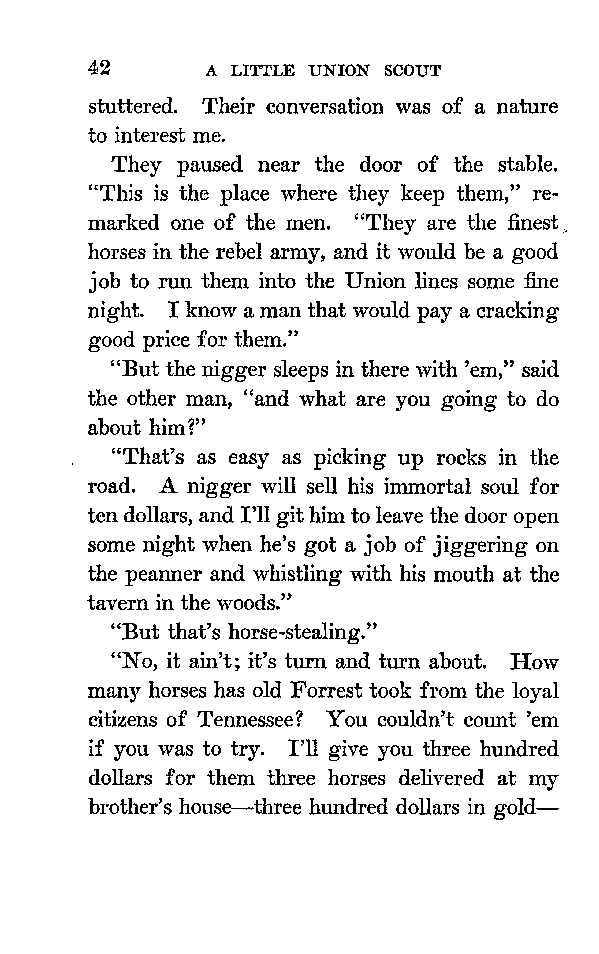 42 A LITTLE UNION SCOUT
stuttered. Their conversation was of a nature
to interest me.
They paused near the door of the stable.
“This is the place where they keep them,” re-
marked one of the men. “They are the finest
horses in the rebel army, and it would be a good
job to run them into the Union lines some fine
night. I know a man that would pay a cracking
good price for them.”
“But the nigger sleeps in there with ’em,” said
the other man, “and what are you going to do
about him?”
“That’s as easy as picking up rocks in the
road. A nigger will sell his immortal soul for
ten dollars, and I’ll git him to leave the door open
some night when he’s got a job of jiggering on
the peanner and whistling with his mouth at the
tavern in the woods.”
“But that’s horse-stealing.”
“No, it ain’t; it’s turn and turn about. How
many horses has old Forrest took from the loyal
citizens of Tennessee? You couldn’t count ’em
if you was to try. I’ll give you three hundred
dollars for them three horses delivered at my
brother’s house—three hundred dollars in gold—